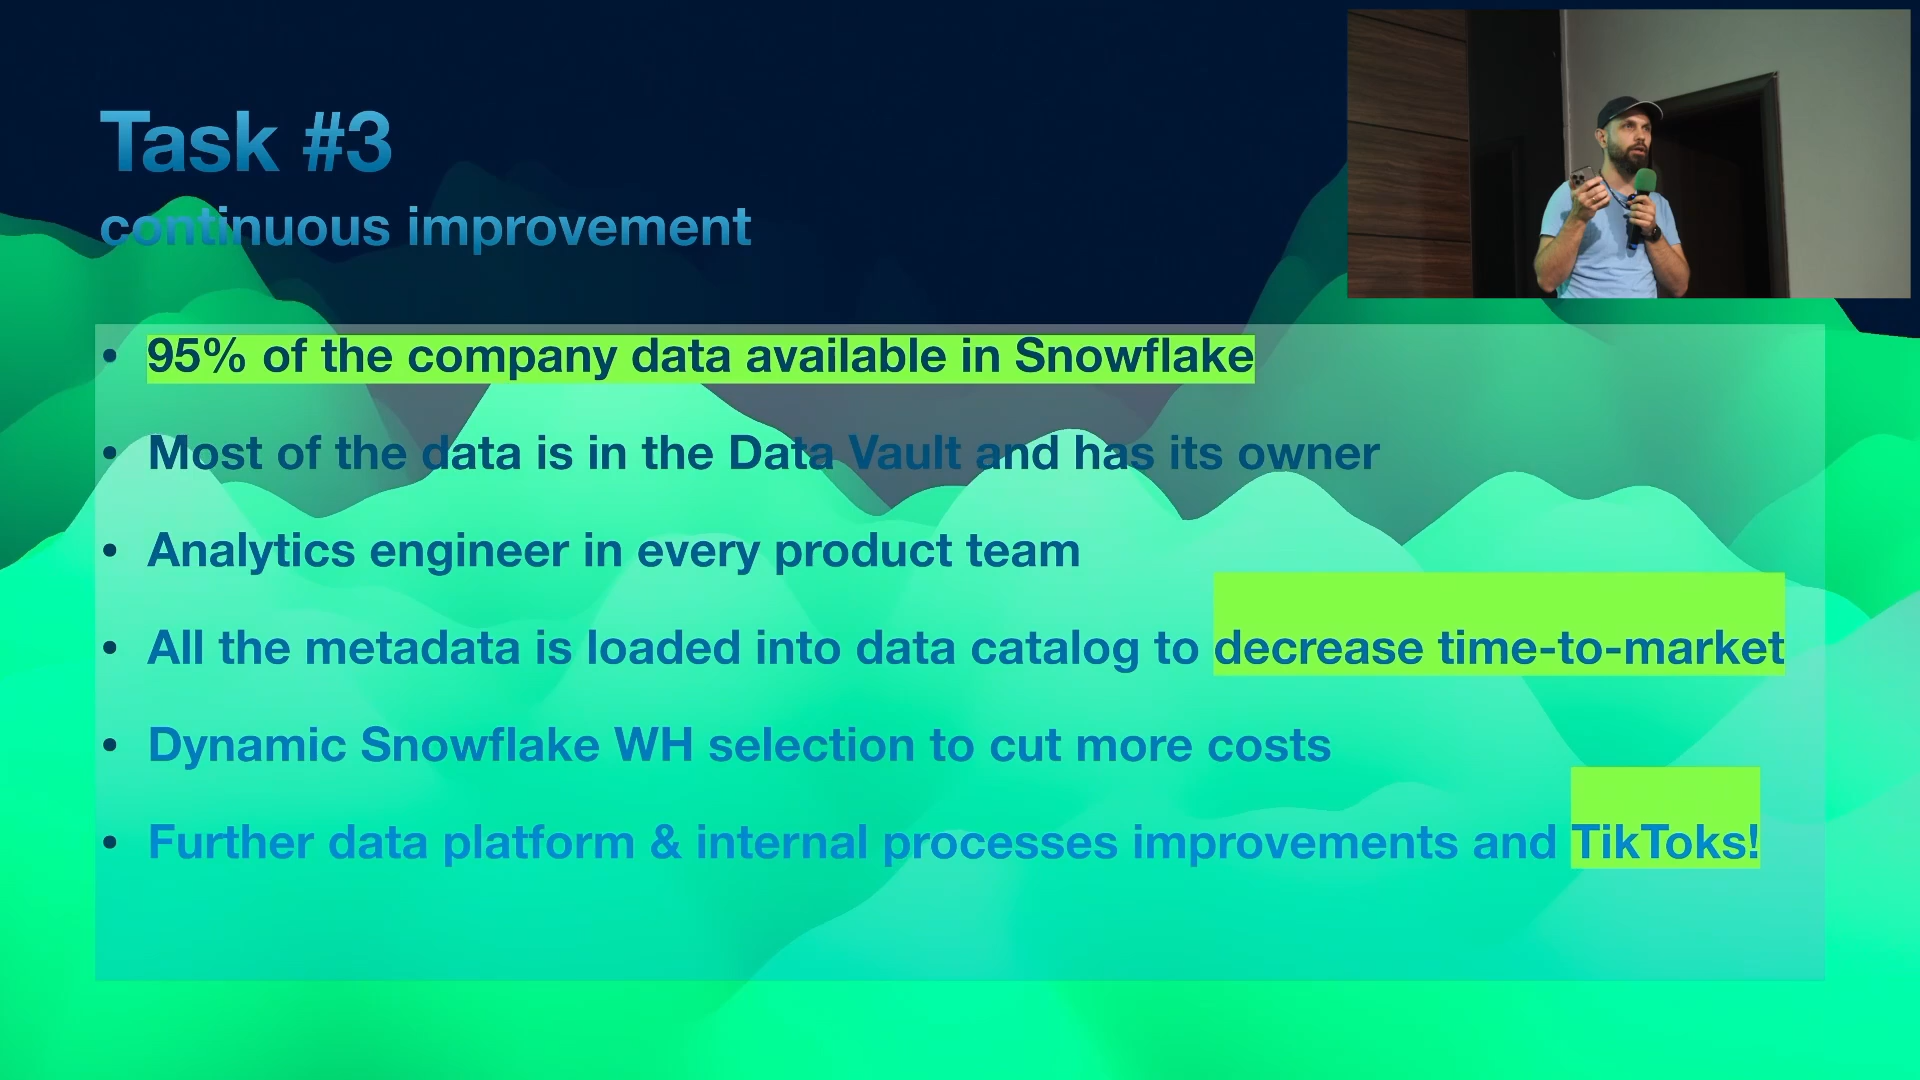 Task #3
continuous improvement
• 95% of the company data available in Snowflake
• Most of the data is in the Data Vault and has its owner
• Analytics engineer in every product team
• All the metadata is loaded into data catalog to decrease time-to-market
• Dynamic Snowflake WH selection to cut more costs
• Further data platform & internal processes improvements and TikToks!